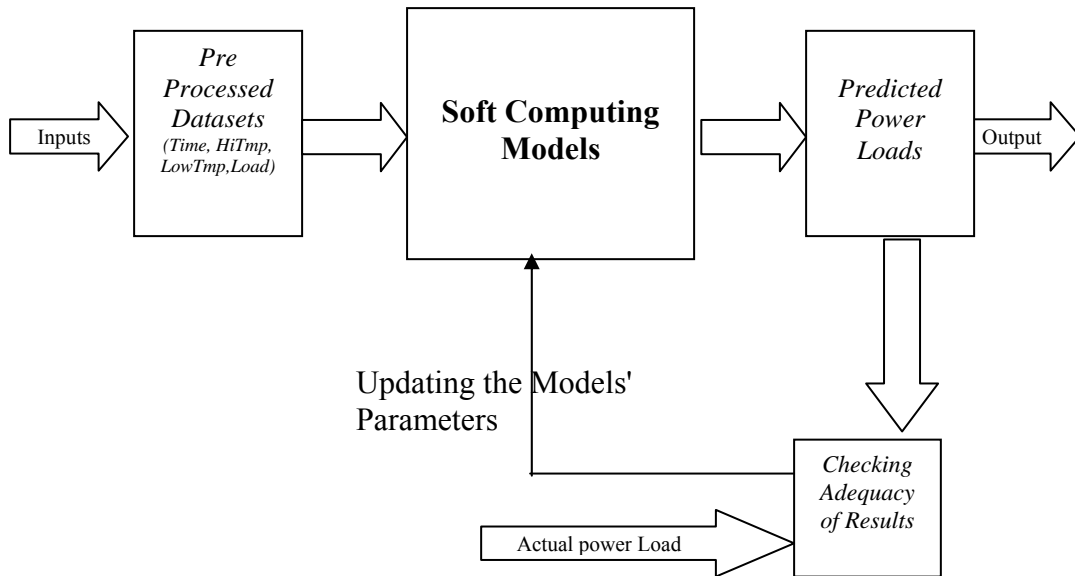 Inputs
Pre
Processed
Datasets
(Time, HiTmp,
LowTmp,Load)
Soft Computing
Models
Predicted
Power
Loads
Output
Updating the Models'
Parameters
Checking
Adequacy
of Results
Actual power Load